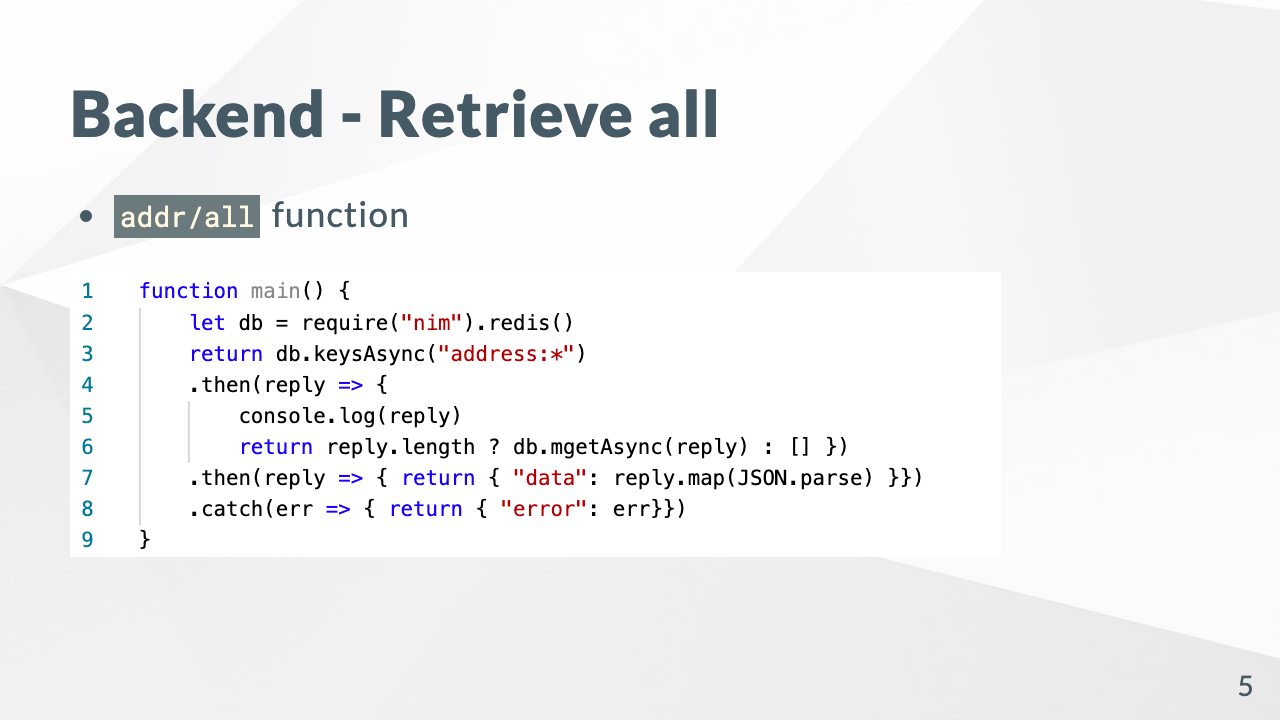 Backend - Retrieve all
• addr/all function
1 function main() {
2 let db = require("nim").redis()
3 return db.keysAsync("address:*")
4 .then(reply => {
5 console.log(reply)
6 return reply.length ? db.mgetAsync(reply) : [] })
7 .then(reply => { return { "data": reply.map(JSON.parse) }})
8 .catch(err => { return { "error": err}})
9 }
5